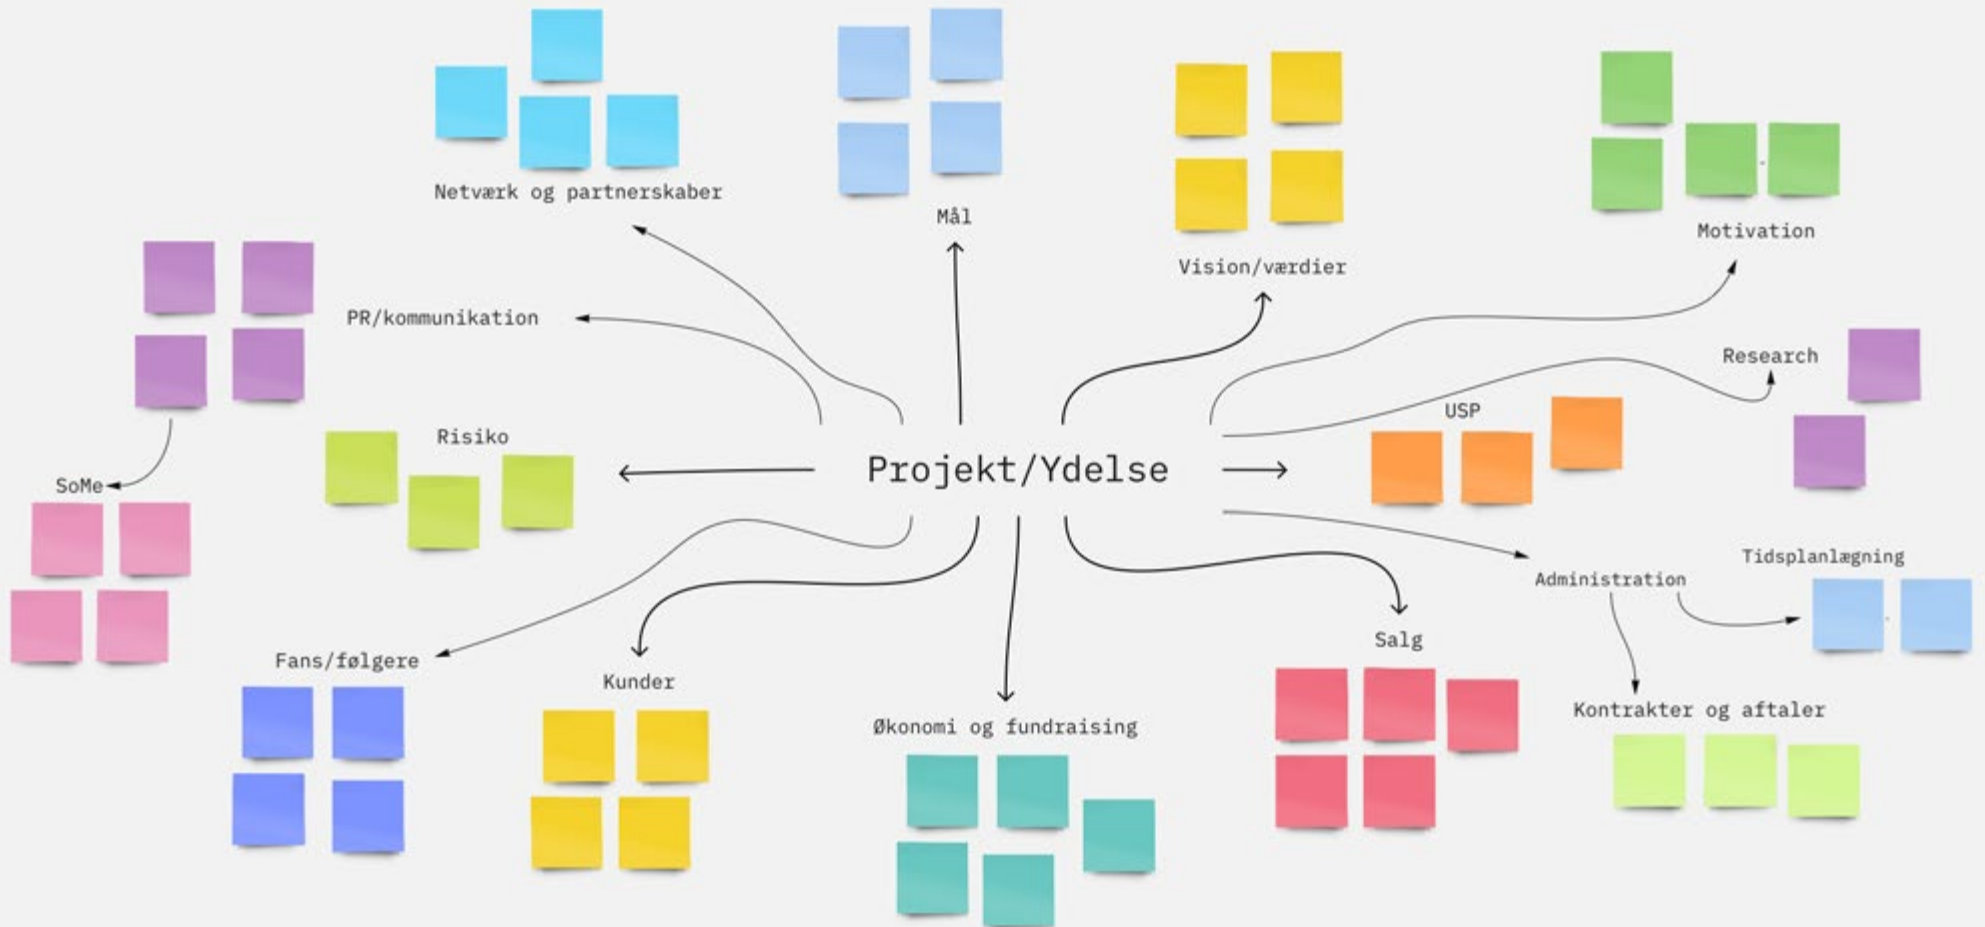 Netværk og partnerskaber
Mål
Vision/værdier
Motivation
PR/kommunikation
Research
USP
Risiko
Projekt/Ydelse
SoMe
Tidsplanlægning
Administration
Salg
Fans/følgere
Kunder
Kontrakter og aftaler
Økonomi og fundraising